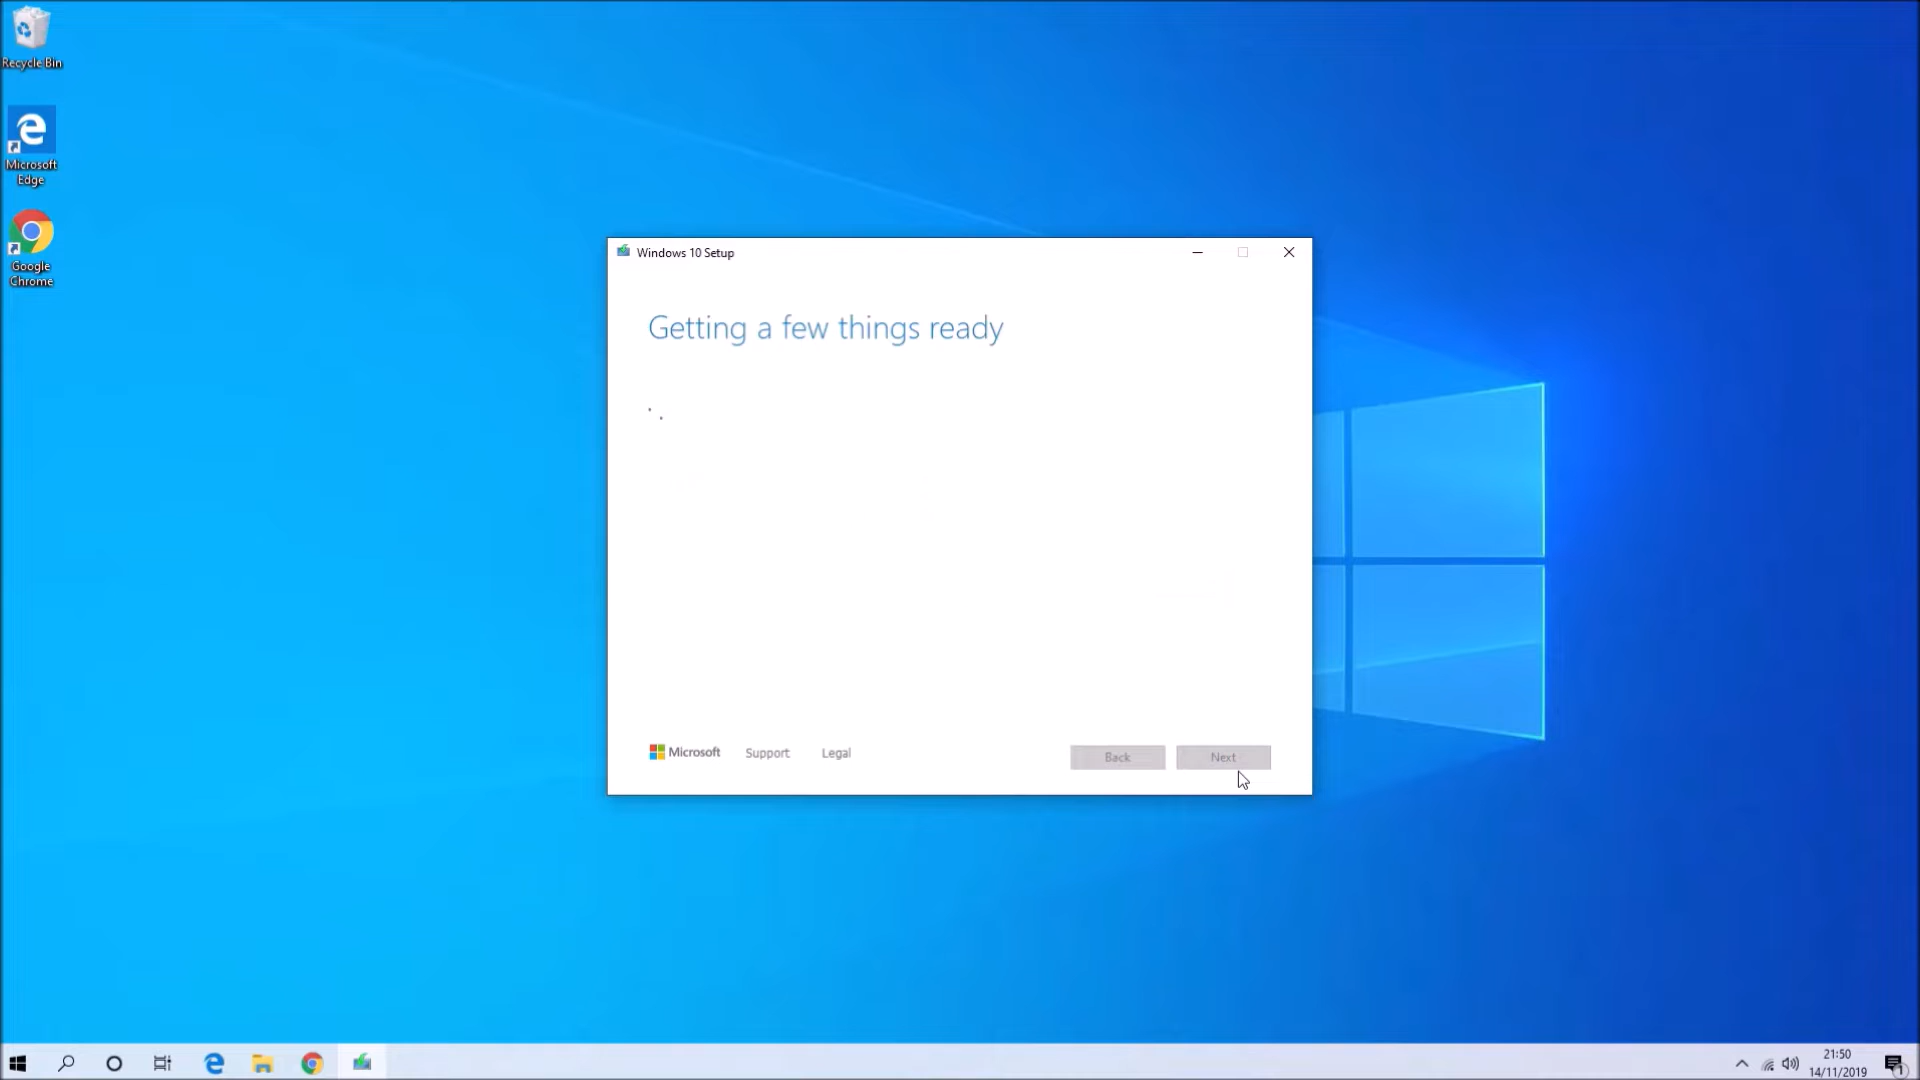 Recycle Bin
Microsoft
Edge
Google
Chrome
Windows 10 Setup
Getting a few things ready
Microsoft
Support
Legal
Back
Next
21:50
14/11/2019
1